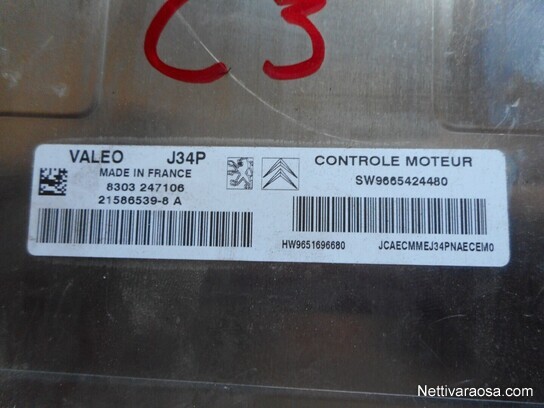 C3
VALEO J34P
MADE IN FRANCE
8303 247106
21586539-8 A
CONTROLE MOTEUR
SW9665424480
HW9651696680 JCAECMMEJ34PNAECEM0
Nettivaraosa.com